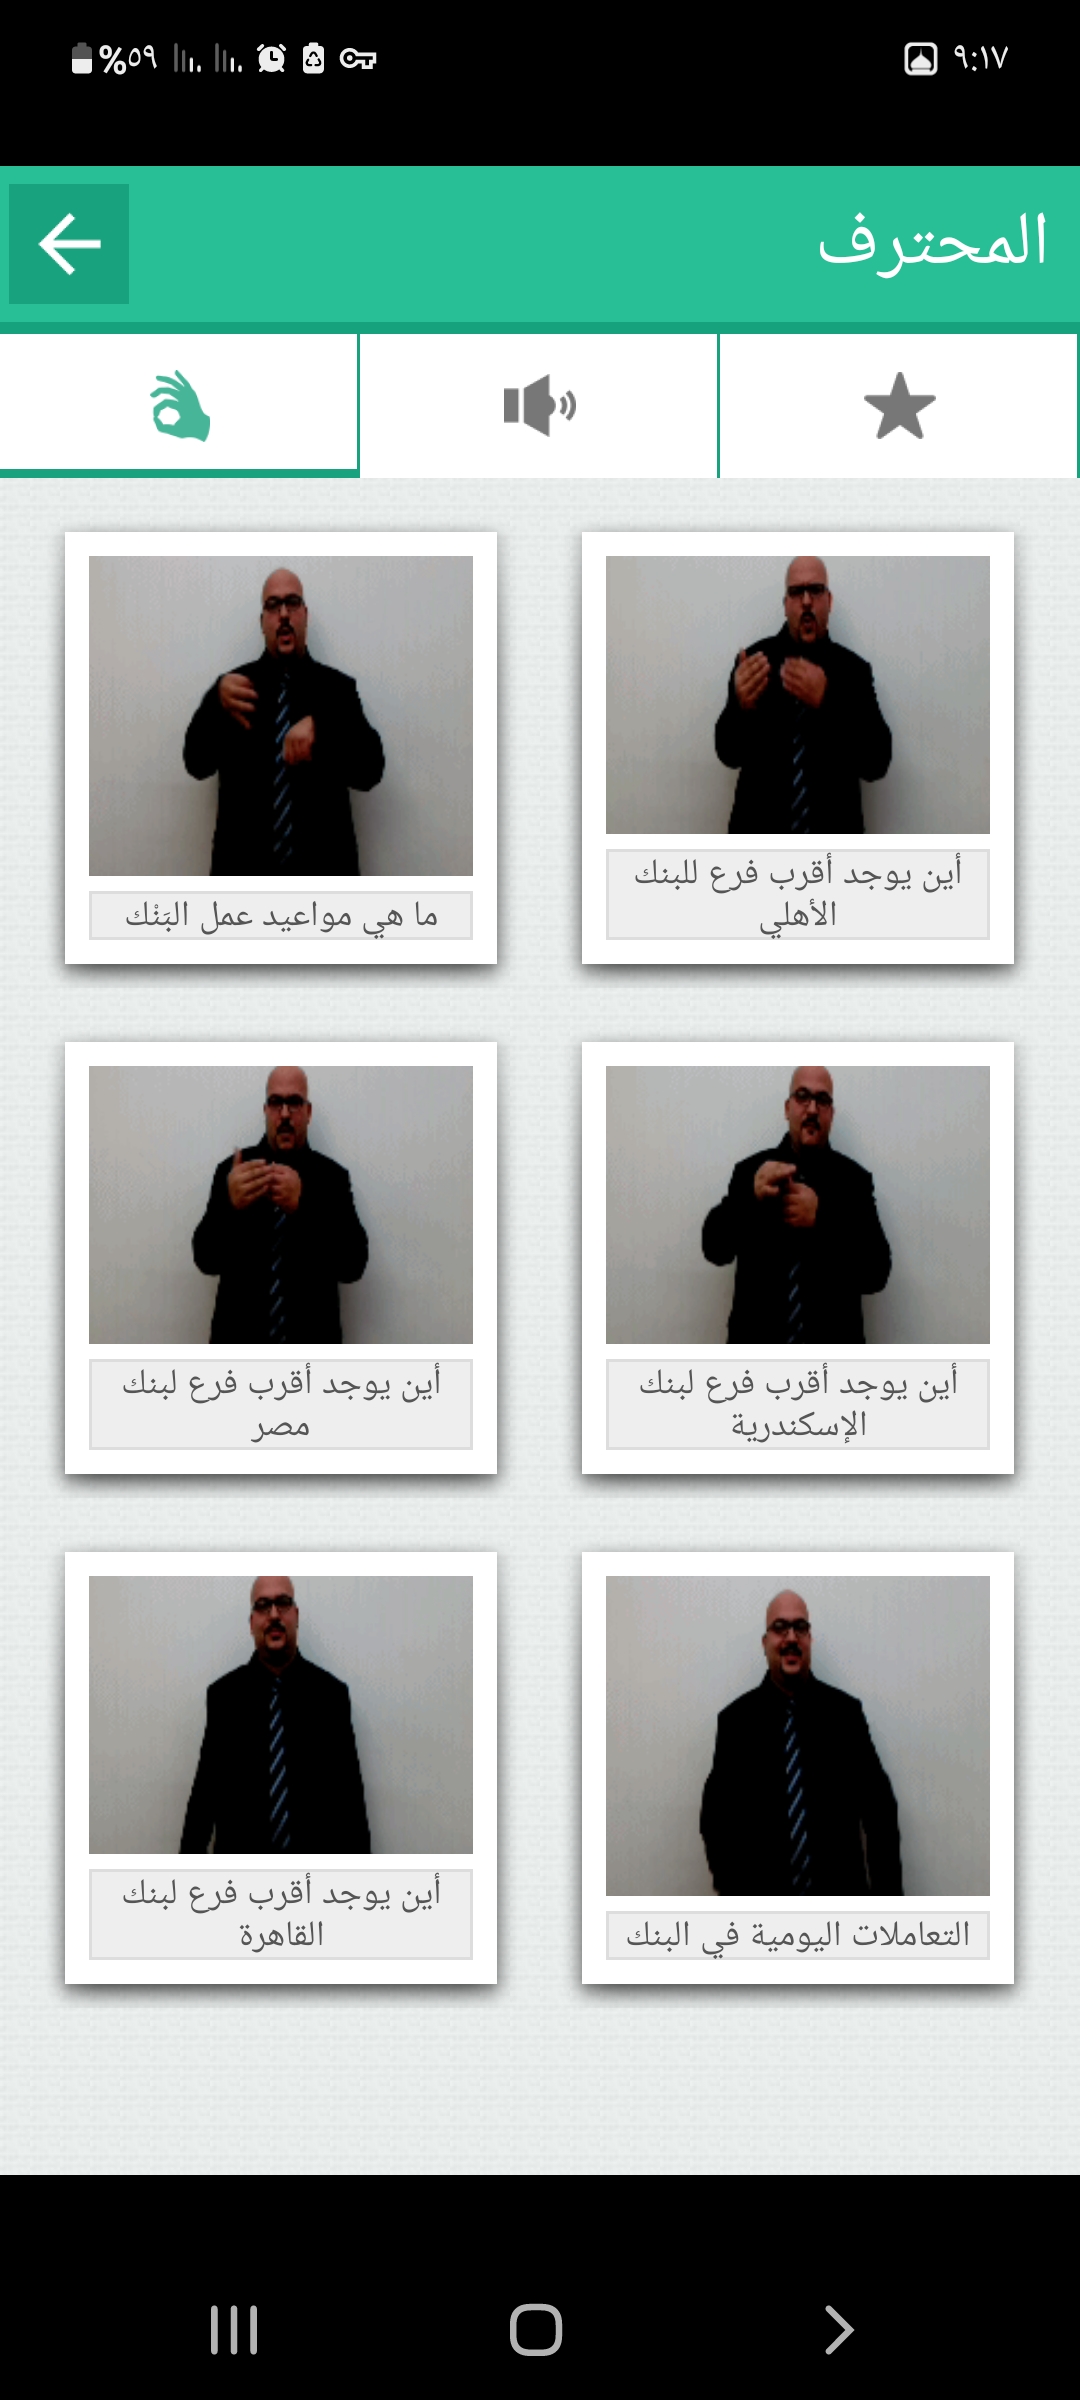 %٥٩
٩:١٧
المحترف
أين يوجد أقرب فرع للبنك
الأهلي
ما هي مواعيد عمل البَنْك
أين يوجد أقرب فرع لبنك
الإسكندرية
أين يوجد أقرب فرع لبنك
مصر
التعاملات اليومية في البنك
أين يوجد أقرب فرع لبنك
القاهرة